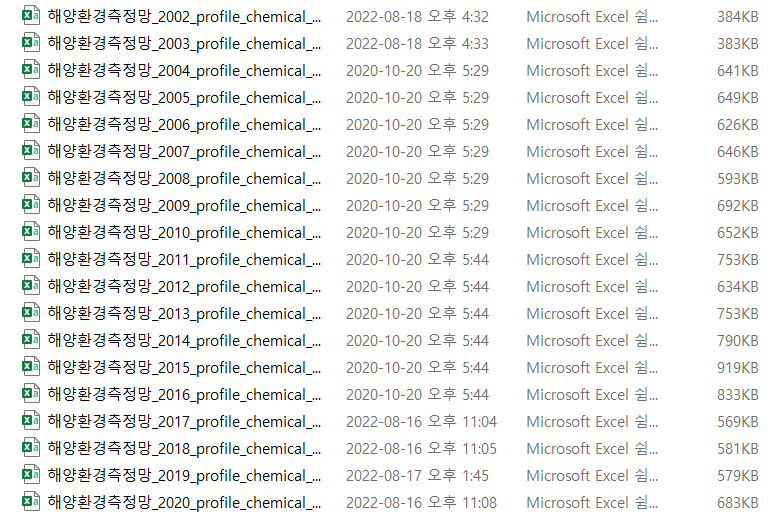 해양환경측정망_2002_profile_chemical_... 2022-08-18 오후 4:32 Microsoft Excel 쉼... 384KB
해양환경측정망_2003_profile_chemical_... 2022-08-18 오후 4:33 Microsoft Excel 쉼... 383KB
해양환경측정망_2004_profile_chemical_... 2020-10-20 오후 5:29 Microsoft Excel 쉼... 641KB
해양환경측정망_2005_profile_chemical_... 2020-10-20 오후 5:29 Microsoft Excel 쉼... 649KB
해양환경측정망_2006_profile_chemical_... 2020-10-20 오후 5:29 Microsoft Excel 쉼... 626KB
해양환경측정망_2007_profile_chemical_... 2020-10-20 오후 5:29 Microsoft Excel 쉼... 646KB
해양환경측정망_2008_profile_chemical_... 2020-10-20 오후 5:29 Microsoft Excel 쉼... 593KB
해양환경측정망_2009_profile_chemical_... 2020-10-20 오후 5:29 Microsoft Excel 쉼... 692KB
해양환경측정망_2010_profile_chemical_... 2020-10-20 오후 5:29 Microsoft Excel 쉼... 652KB
해양환경측정망_2011_profile_chemical_... 2020-10-20 오후 5:44 Microsoft Excel 쉼... 753KB
해양환경측정망_2012_profile_chemical_... 2020-10-20 오후 5:44 Microsoft Excel 쉼... 634KB
해양환경측정망_2013_profile_chemical_... 2020-10-20 오후 5:44 Microsoft Excel 쉼... 753KB
해양환경측정망_2014_profile_chemical_... 2020-10-20 오후 5:44 Microsoft Excel 쉼... 790KB
해양환경측정망_2015_profile_chemical_... 2020-10-20 오후 5:44 Microsoft Excel 쉼... 919KB
해양환경측정망_2016_profile_chemical_... 2020-10-20 오후 5:44 Microsoft Excel 쉼... 833KB
해양환경측정망_2017_profile_chemical_... 2022-08-16 오후 11:04 Microsoft Excel 쉼... 569KB
해양환경측정망_2018_profile_chemical_... 2022-08-16 오후 11:05 Microsoft Excel 쉼... 581KB
해양환경측정망_2019_profile_chemical_... 2022-08-17 오후 1:45 Microsoft Excel 쉼... 579KB
해양환경측정망_2020_profile_chemical_... 2022-08-16 오후 11:08 Microsoft Excel 쉼... 683KB